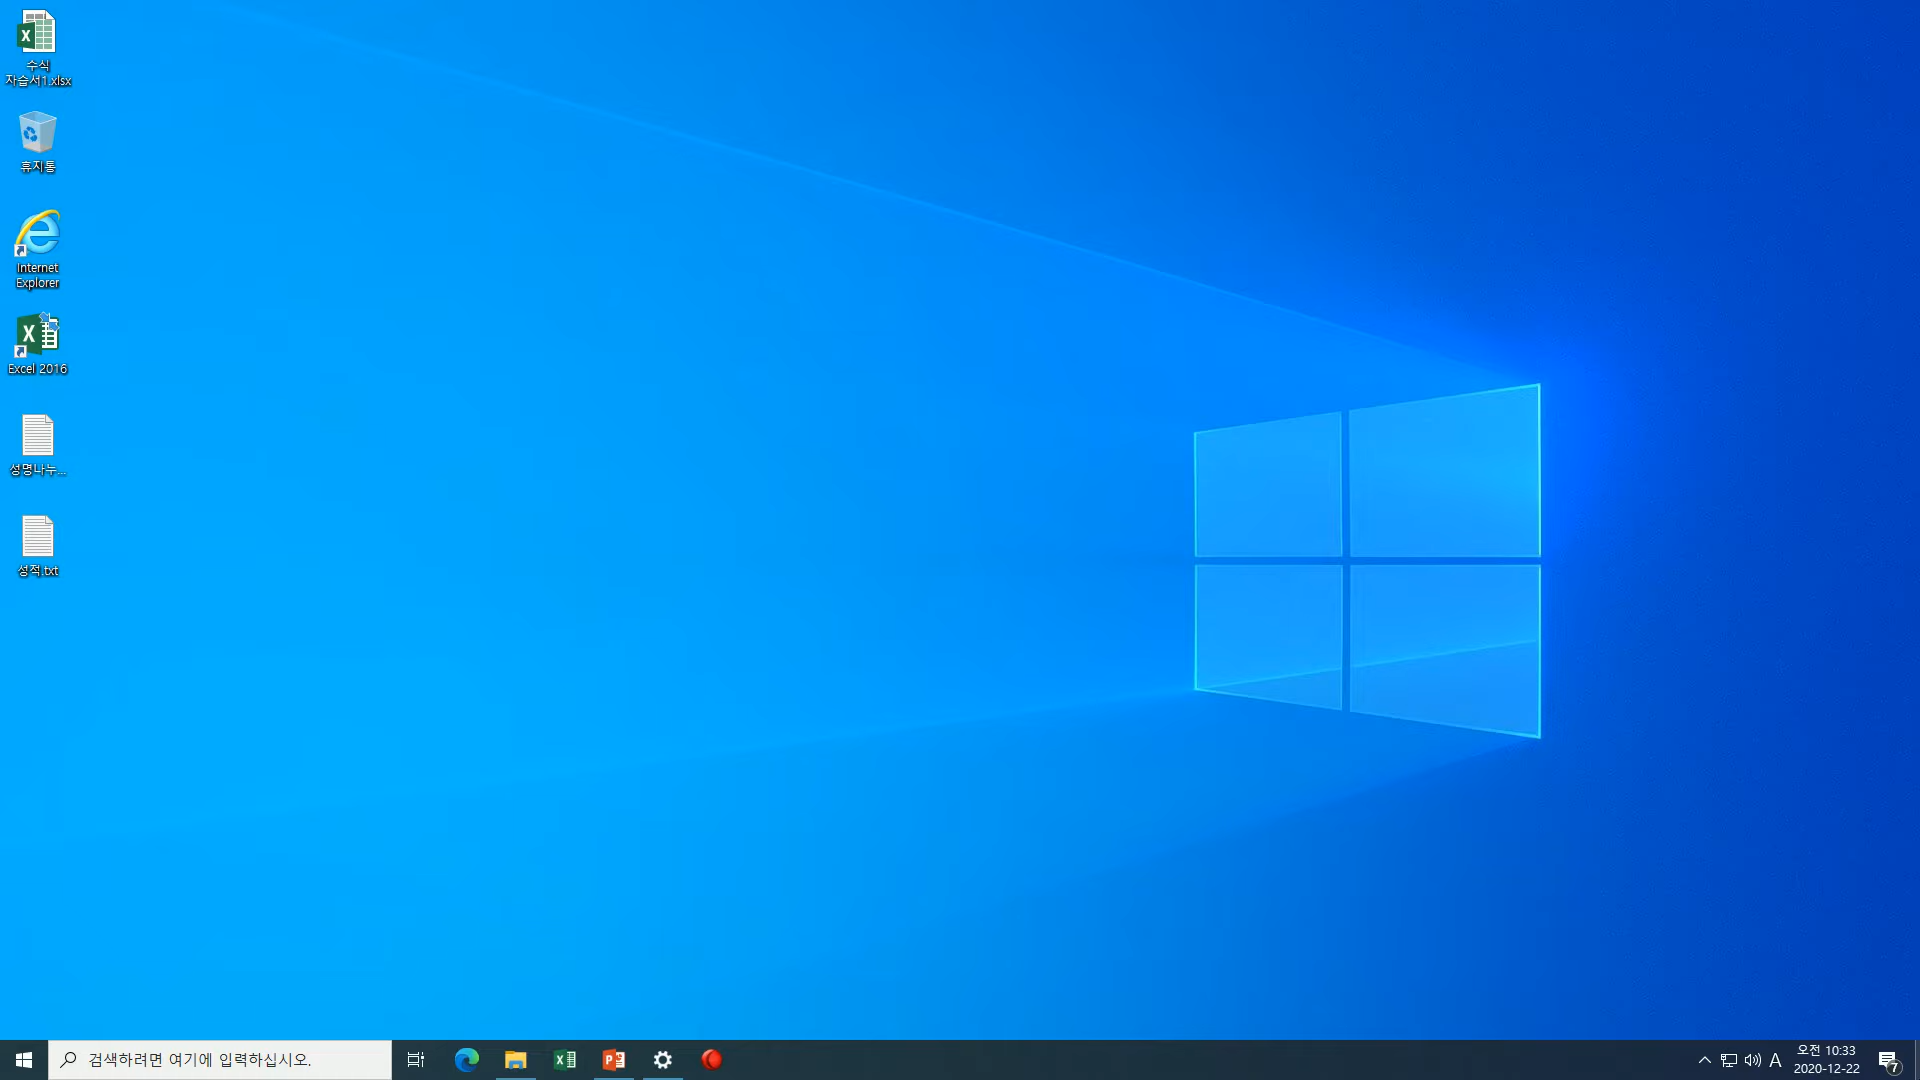 수식
자습서1.xlsx
휴지통
Internet
Explorer
Excel 2016
성명나누...
성적.txt
검색하려면 여기에 입력하십시오.
A
오전 10:33
2020-12-22
7